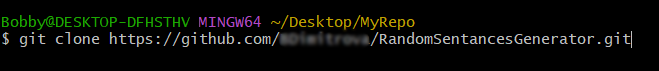 Bobby@DESKTOP-DFHSTHV MINGW64 ~/Desktop/MyRepo
$ git clone https://github.com/ /RandomSentancesGenerator.git